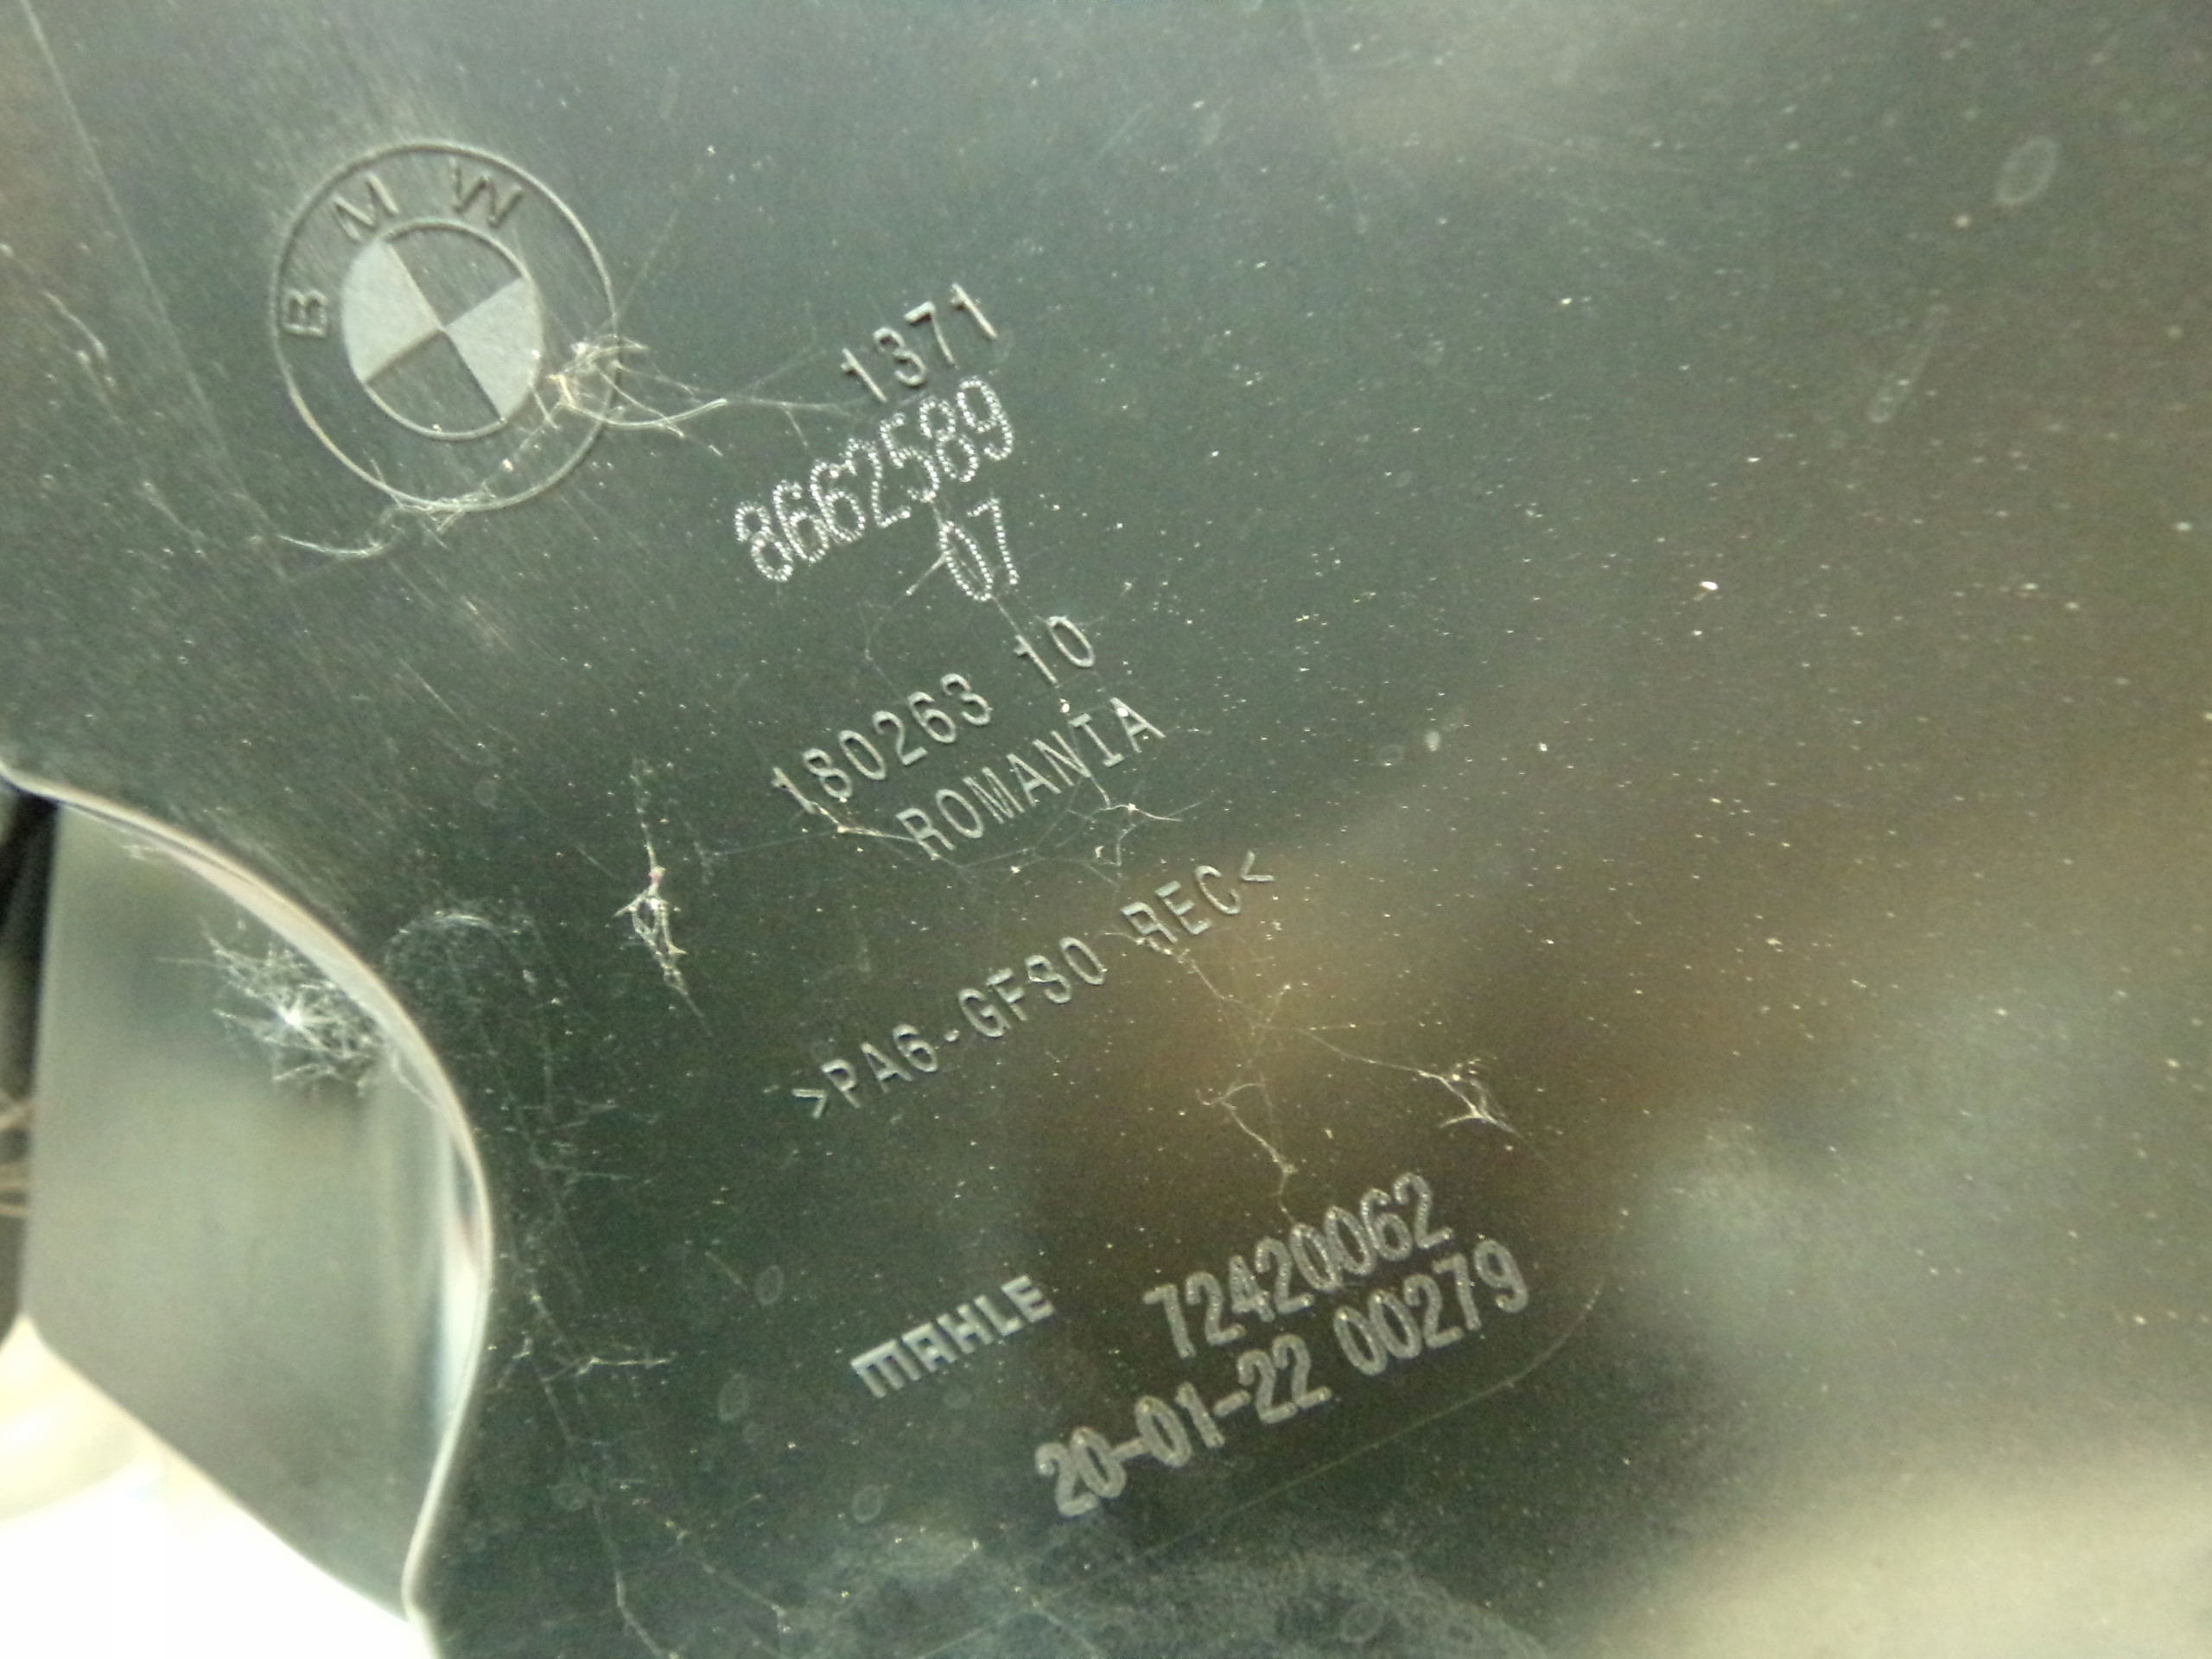 BMW
1371
8662589
07
180263 10
ROMANIA
>PA6-GF30 REC<
MAHLE 72420062
20-01-22 00279